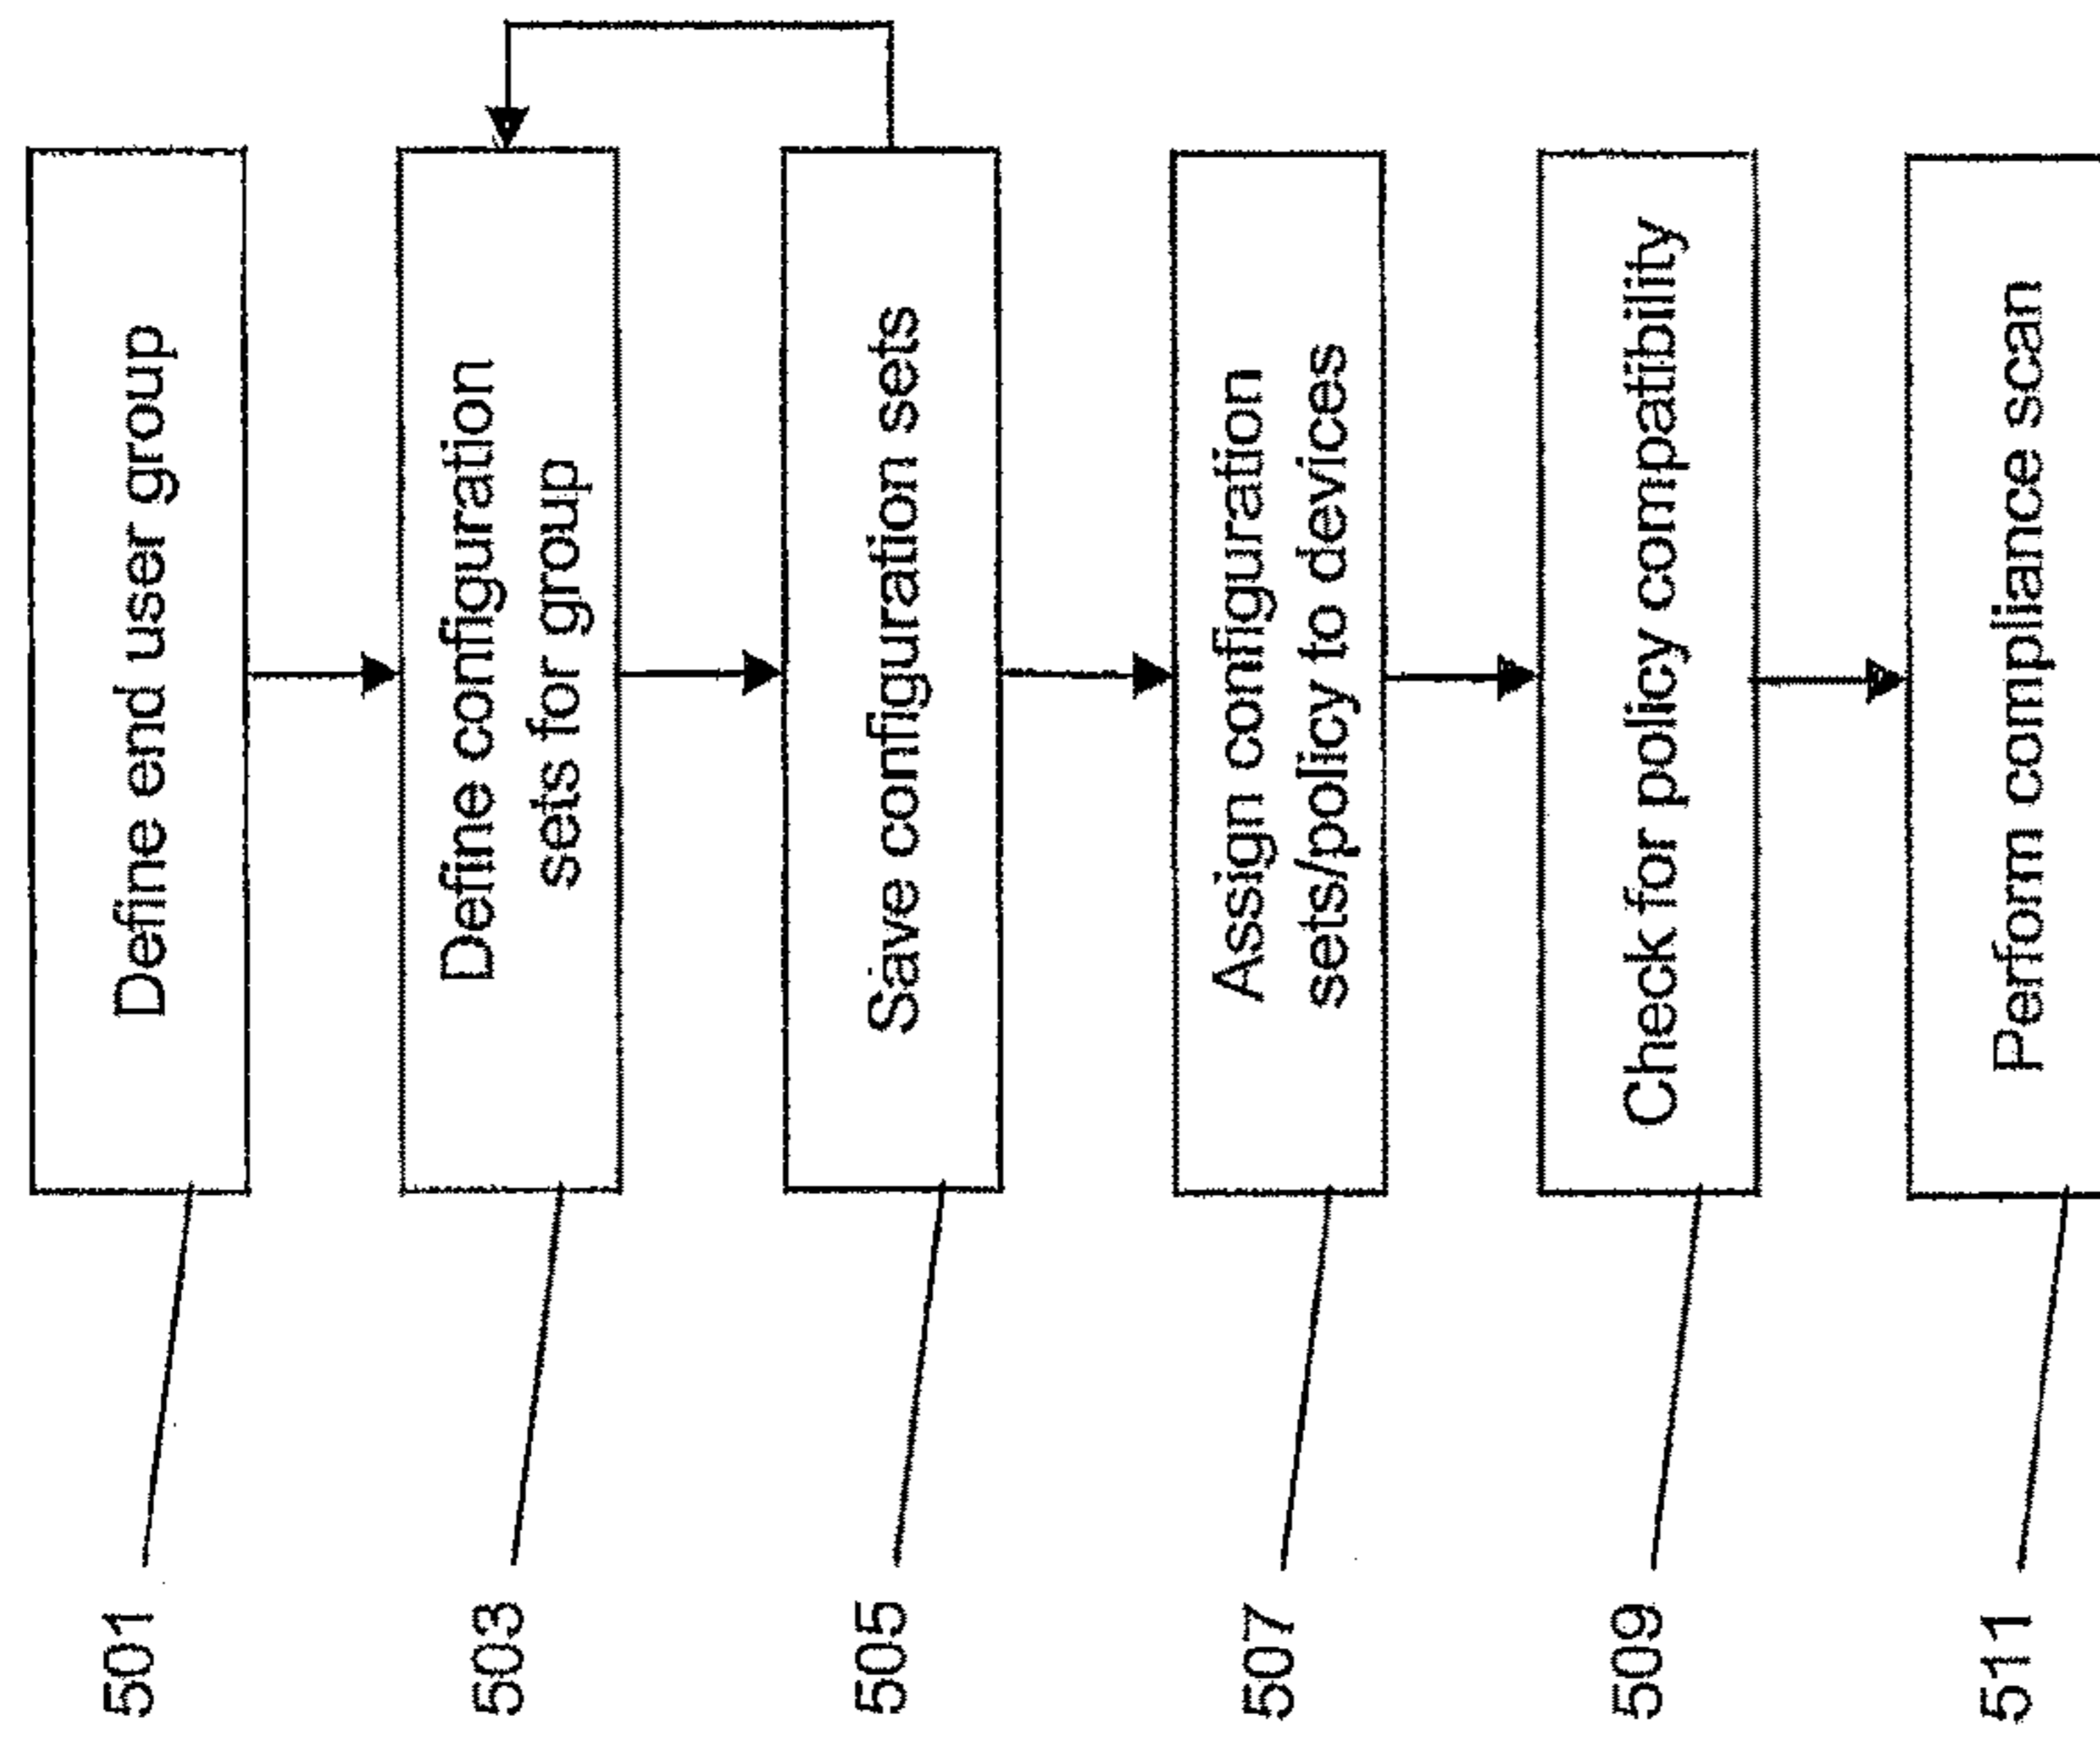 501
Define end user group
503
Define configuration
sets for group
505
Save configuration sets
507
Assign configuration
sets/policy to devices
509
Check for policy compatibility
511
Perform compliance scan